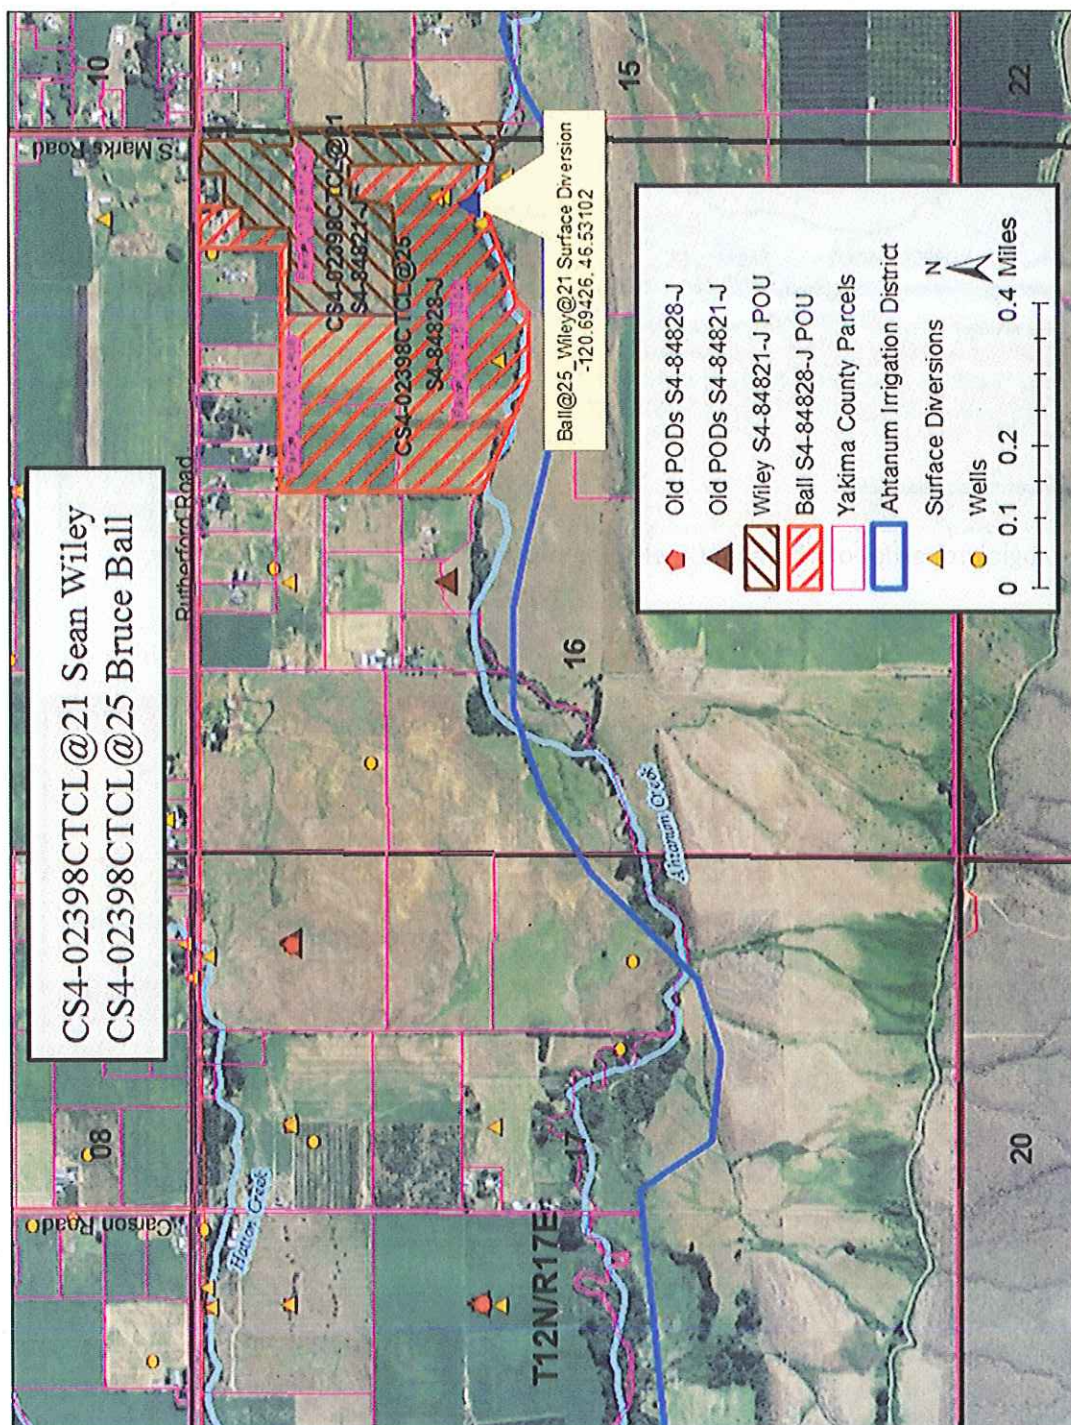 CS4-02398CTCL@21 Sean Wiley
CS4-02398CTCL@25 Bruce Ball
Carson Road
08
Rutherford Road
S Marks Road
10
Hatton Creek
CS4-02398CTCL@21
S4-84821-J
CS4-02398CTCL@25
S4-84828-J
T12N/R17E
17
16
15
Ahtanum Creek
Ball@25_Wiley@21 Surface Diversion
-120.69426, 46.53102
Old PODs S4-84828-J
Old PODs S4-84821-J
Wiley S4-84821-J POU
Ball S4-84828-J POU
Yakima County Parcels
Ahtanum Irrigation District
Surface Diversions
Wells
N
0 0.1 0.2 0.4 Miles
20
22